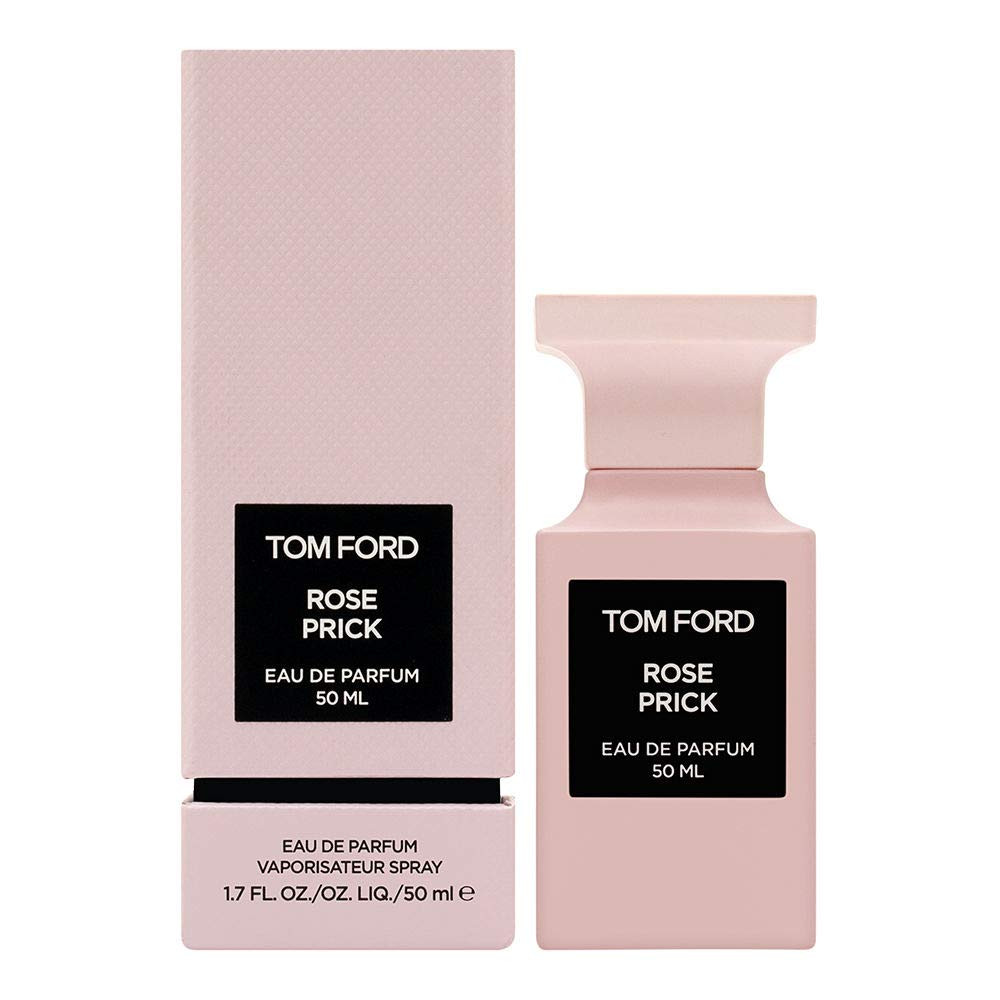 TOM FORD
ROSE
PRICK
EAU DE PARFUM
50 ML
EAU DE PARFUM
VAPORISATEUR SPRAY
1.7 FL. OZ./OZ. LIQ./50 ml ℮
TOM FORD
ROSE
PRICK
EAU DE PARFUM
50 ML